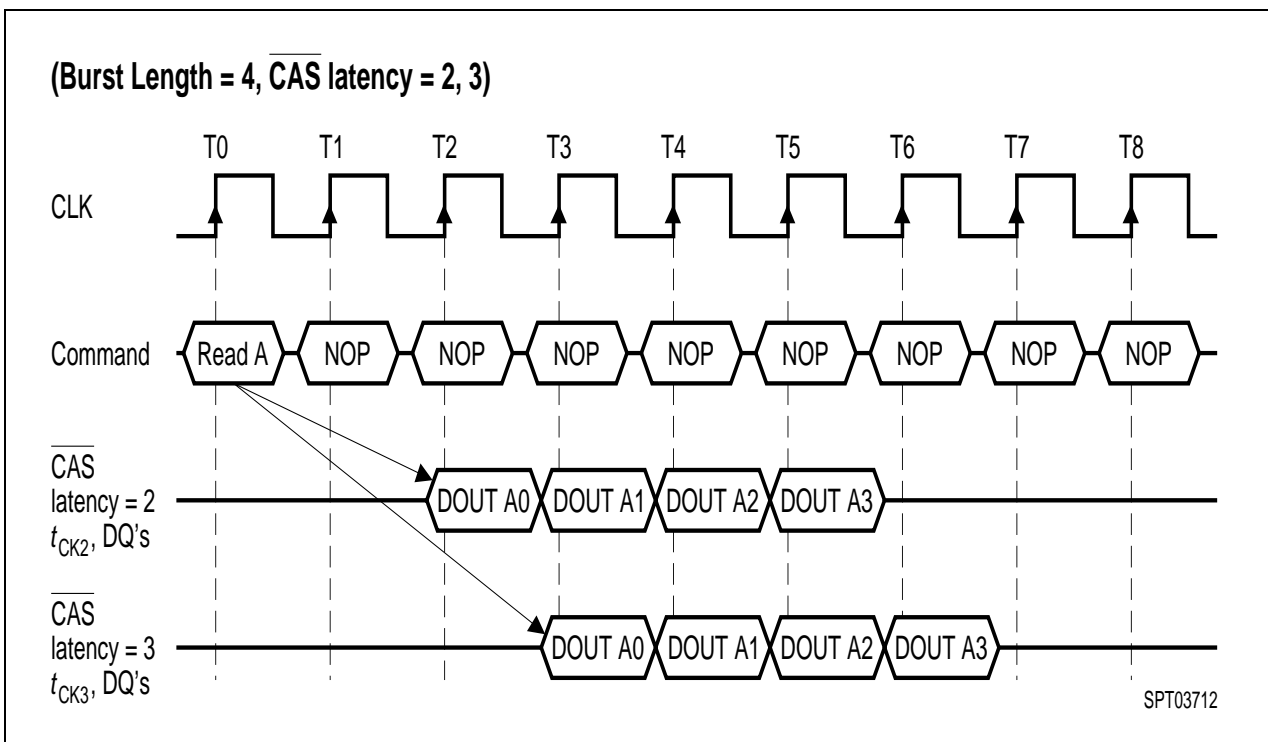 (Burst Length = 4, CAS latency = 2, 3)
T0 T1 T2 T3 T4 T5 T6 T7 T8
CLK
Command Read A NOP NOP NOP NOP NOP NOP NOP NOP
CAS
latency = 2 DOUT A0 DOUT A1 DOUT A2 DOUT A3
tCK2, DQ's
CAS
latency = 3 DOUT A0 DOUT A1 DOUT A2 DOUT A3
tCK3, DQ's
SPT03712